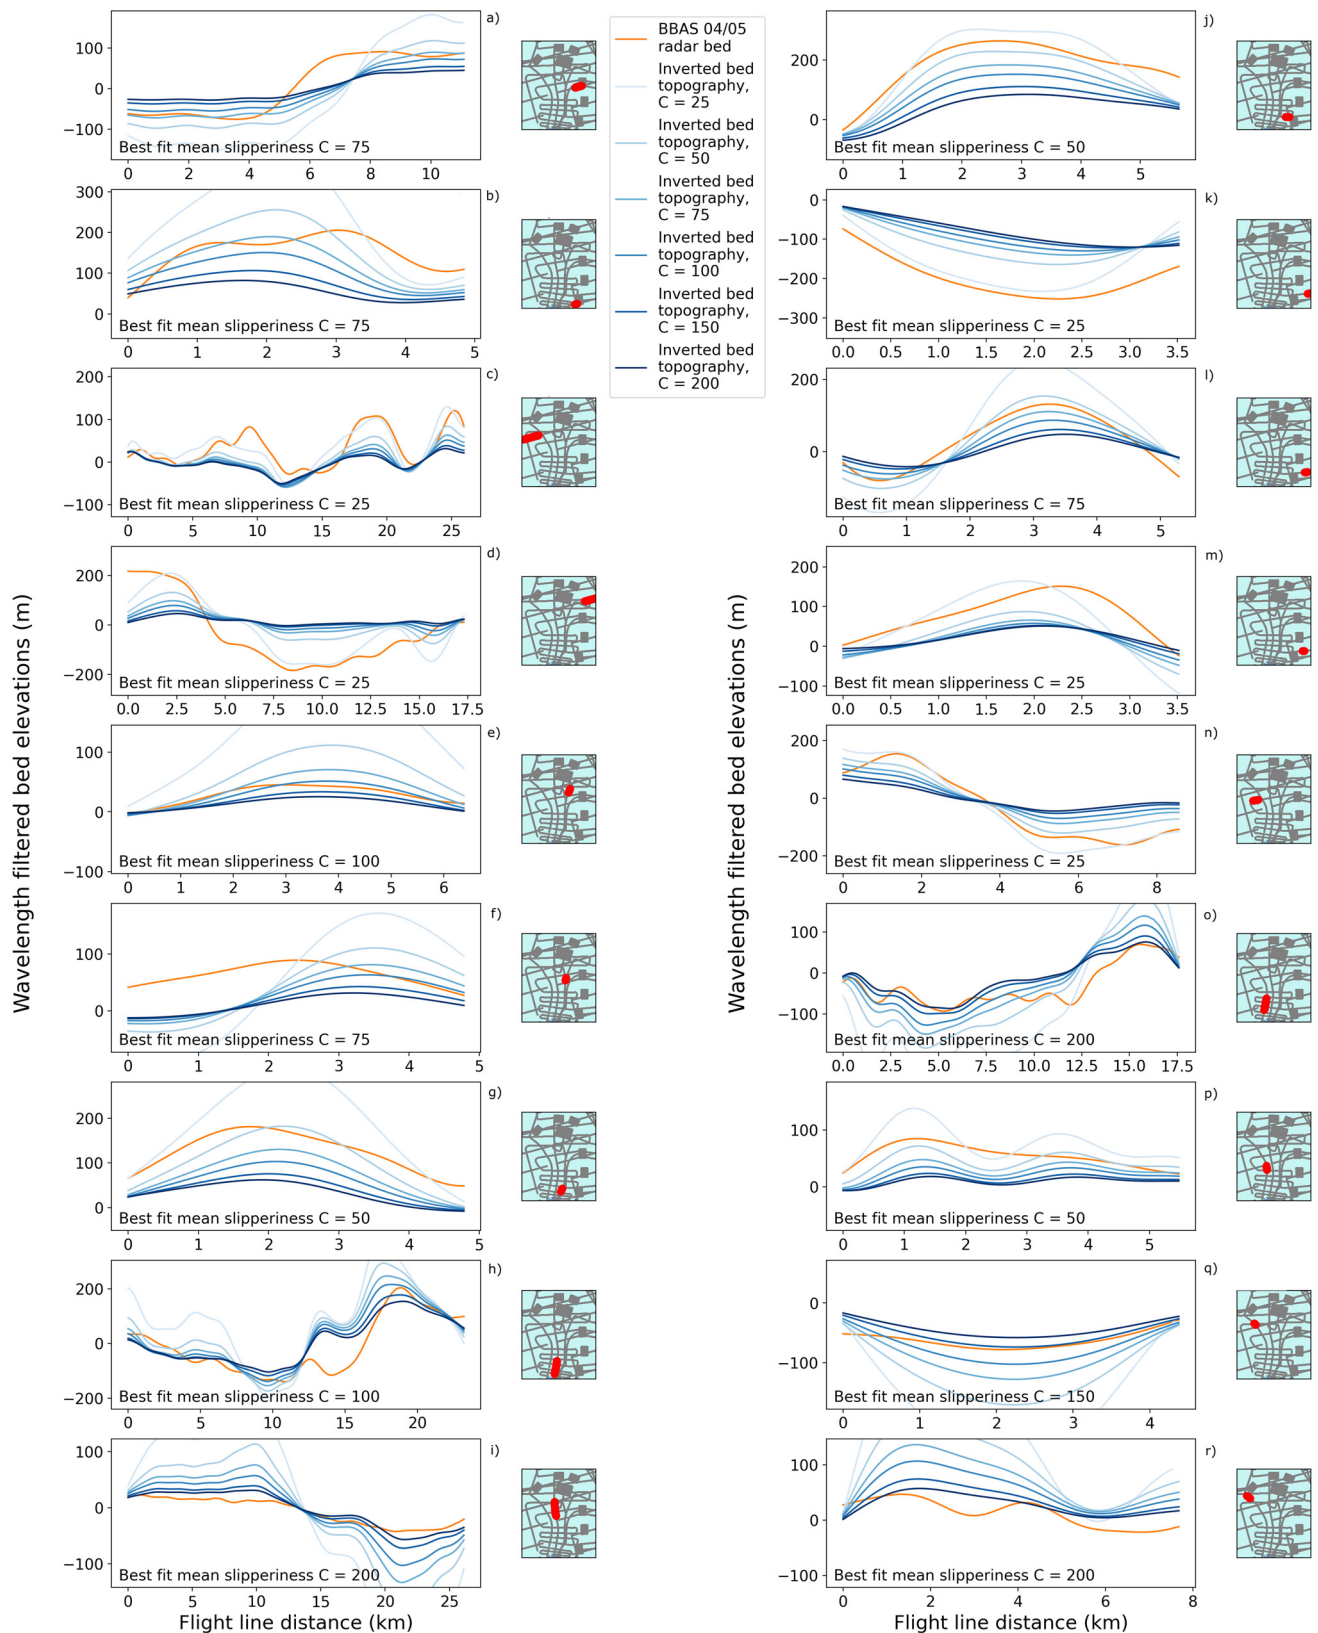 a)
100
0
−100
Best fit mean slipperiness C = 75
0 2 4 6 8 10
b)
300
200
100
0
Best fit mean slipperiness C = 75
0 1 2 3 4 5
c)
200
100
0
−100
Best fit mean slipperiness C = 25
0 5 10 15 20 25
d)
200
0
−200
Best fit mean slipperiness C = 25
0.0 2.5 5.0 7.5 10.0 12.5 15.0 17.5
e)
100
0
−100
Best fit mean slipperiness C = 100
0 1 2 3 4 5 6
f)
100
0
Best fit mean slipperiness C = 75
0 1 2 3 4 5
g)
200
100
0
Best fit mean slipperiness C = 50
0 1 2 3 4 5
h)
200
0
−200
Best fit mean slipperiness C = 100
0 5 10 15 20
i)
100
0
−100
Best fit mean slipperiness C = 200
0 5 10 15 20 25
Flight line distance (km)
Wavelength filtered bed elevations (m)
BBAS 04/05
radar bed
Inverted bed
topography,
C = 25
Inverted bed
topography,
C = 50
Inverted bed
topography,
C = 75
Inverted bed
topography,
C = 100
Inverted bed
topography,
C = 150
Inverted bed
topography,
C = 200
j)
200
0
Best fit mean slipperiness C = 50
0 1 2 3 4 5
k)
0
−100
−200
−300
Best fit mean slipperiness C = 25
0.0 0.5 1.0 1.5 2.0 2.5 3.0 3.5
l)
200
0
Best fit mean slipperiness C = 75
0 1 2 3 4 5
m)
200
100
0
−100
Best fit mean slipperiness C = 25
0.0 0.5 1.0 1.5 2.0 2.5 3.0 3.5
n)
200
0
−200
Best fit mean slipperiness C = 25
0 2 4 6 8
o)
100
0
−100
Best fit mean slipperiness C = 200
0.0 2.5 5.0 7.5 10.0 12.5 15.0 17.5
p)
100
0
Best fit mean slipperiness C = 50
0 1 2 3 4 5
q)
0
−100
Best fit mean slipperiness C = 150
0 1 2 3 4
r)
100
0
−100
Best fit mean slipperiness C = 200
0 2 4 6 8
Flight line distance (km)
Wavelength filtered bed elevations (m)